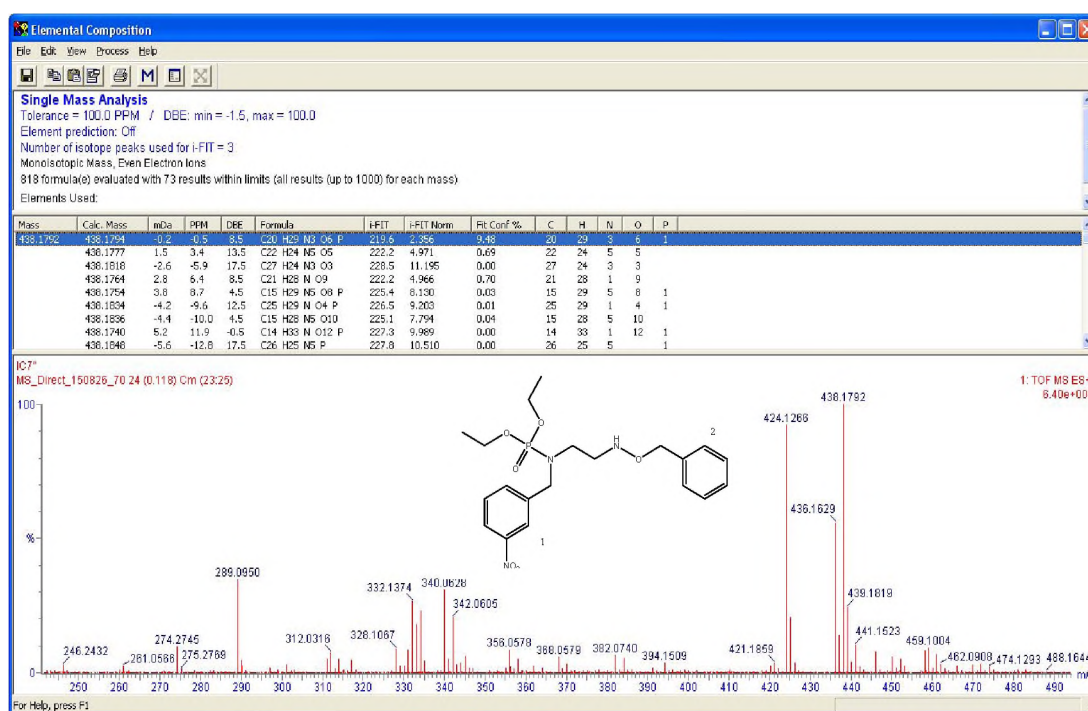 Elemental Composition
File Edit View Process Help
Single Mass Analysis
Tolerance = 100.0 PPM / DBE: min = -1.5, max = 100.0
Element prediction: Off
Number of isotope peaks used for i-FIT = 3
Monoisotopic Mass, Even Electron Ions
818 formula(e) evaluated with 73 results within limits (all results (up to 1000) for each mass)
Elements Used:
Mass Calc. Mass mDa PPM DBE Formula i-FIT i-FIT Norm Fit Conf % C H N O P
438.1792 438.1794 -0.2 -0.5 8.5 C20 H29 N3 O6 P 219.6 2.356 9.48 20 29 3 6 1
438.1777 1.5 3.4 13.5 C22 H24 N5 O5 222.2 4.971 0.69 22 24 5 5
438.1818 -2.6 -5.9 17.5 C27 H24 N3 O3 228.5 11.195 0.00 27 24 3 3
438.1764 2.8 6.4 8.5 C21 H28 N O9 222.2 4.966 0.70 21 28 1 9
438.1754 3.8 8.7 4.5 C15 H29 N5 O8 P 225.4 8.130 0.03 15 29 5 8 1
438.1834 -4.2 -9.6 12.5 C25 H29 N O4 P 226.5 9.203 0.01 25 29 1 4 1
438.1836 -4.4 -10.0 4.5 C15 H28 N5 O10 225.1 7.794 0.04 15 28 5 10
438.1740 5.2 11.9 -0.5 C14 H33 N O12 P 227.3 9.989 0.00 14 33 1 12 1
438.1848 -5.6 -12.8 17.5 C26 H25 N5 P 227.8 10.510 0.00 26 25 5 1
IC7"
MS_Direct_150826_70 24 (0.118) Cm (23:25)
1: TOF MS ES+
6.40e+00
100
438.1792
424.1266
436.1629
O
O
P
O
N
H
N
O
2
1
NO₂
%
289.0950
332.1374
340.0628
439.1819
342.0605
274.2745
312.0316
328.1067
441.1523
459.1004
246.2432
261.0566
275.2769
356.0578
368.0579
382.0740
394.1509
421.1859
462.0908
474.1293
488.1644
0
250 260 270 280 290 300 310 320 330 340 350 360 370 380 390 400 410 420 430 440 450 460 470 480 490
For Help, press F1